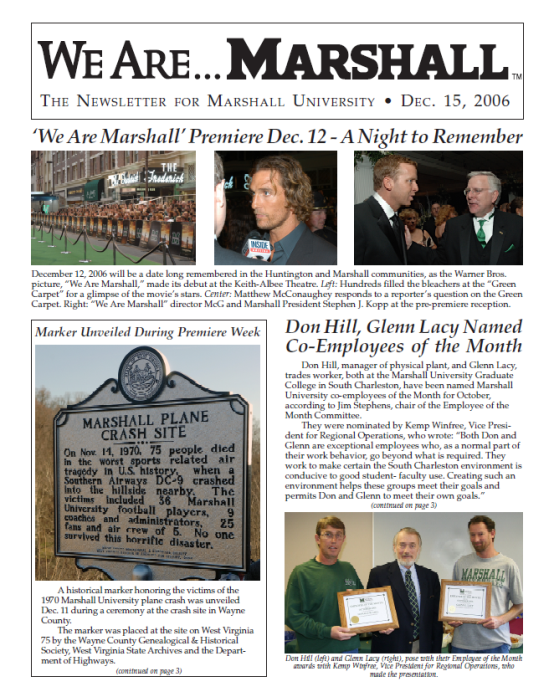 WE ARE... MARSHALL™
THE NEWSLETTER FOR MARSHALL UNIVERSITY • DEC. 15, 2006
'We Are Marshall' Premiere Dec. 12 - A Night to Remember
THE
Frederick
INSIDE
December 12, 2006 will be a date long remembered in the Huntington and Marshall communities, as the Warner Bros.
picture, "We Are Marshall," made its debut at the Keith-Albee Theatre. Left: Hundreds filled the bleachers at the "Green
Carpet" for a glimpse of the movie's stars. Center: Matthew McConaughey responds to a reporter's question on the Green
Carpet. Right: "We Are Marshall" director McG and Marshall President Stephen J. Kopp at the pre-premiere reception.
Marker Unveiled During Premiere Week
MARSHALL PLANE
CRASH SITE
On Nov. 14, 1970, 75 people died
in the worst sports related air
tragedy in U.S. history, when a
Southern Airways DC-9 crashed
into the hillside nearby. The
victims included 36 Marshall
University football players, 9
coaches and administrators, 25
fans and air crew of 5. No one
survived this horrific disaster.
A historical marker honoring the victims of the
1970 Marshall University plane crash was unveiled
Dec. 11 during a ceremony at the crash site in Wayne
County.
The marker was placed at the site on West Virginia
75 by the Wayne County Genealogical & Historical
Society, West Virginia State Archives and the Depart-
ment of Highways.
(continued on page 3)
Don Hill, Glenn Lacy Named
Co-Employees of the Month
Don Hill, manager of physical plant, and Glenn Lacy,
trades worker, both at the Marshall University Graduate
College in South Charleston, have been named Marshall
University co-employees of the Month for October,
according to Jim Stephens, chair of the Employee of the
Month Committee.
They were nominated by Kemp Winfree, Vice Presi-
dent for Regional Operations, who wrote: "Both Don and
Glenn are exceptional employees who, as a normal part of
their work behavior, go beyond what is required. They
work to make certain the South Charleston environment is
conducive to good student- faculty use. Creating such an
environment helps these groups meet their goals and
permits Don and Glenn to meet their own goals."
(continued on page 3)
MARSHALL
Don Hill (left) and Glenn Lacy (right), pose with their Employee of the Month
awards with Kemp Winfree, Vice President for Regional Operations, who
made the presentation.